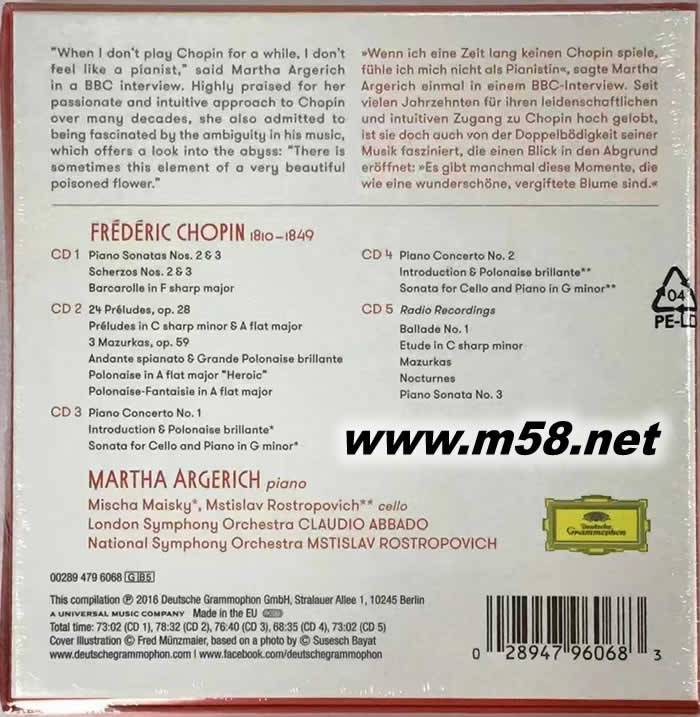 "When I don't play Chopin for a while, I don't
feel like a pianist," said Martha Argerich
in a BBC interview. Highly praised for her
passionate and intuitive approach to Chopin
over many decades, she also admitted to
being fascinated by the ambiguity in his music,
which offers a look into the abyss: "There is
sometimes this element of a very beautiful
poisoned flower."
»Wenn ich eine Zeit lang keinen Chopin spiele,
fühle ich mich nicht als Pianistin«, sagte Martha
Argerich einmal in einem BBC-Interview. Seit
vielen Jahrzehnten für ihren leidenschaftlichen
und intuitiven Zugang zu Chopin hoch gelobt,
ist sie doch auch von der Doppelbödigkeit seiner
Musik fasziniert, die einen Blick in den Abgrund
eröffnet: »Es gibt manchmal diese Momente, die
wie eine wunderschöne, vergiftete Blume sind.«
FRÉDÉRIC CHOPIN 1810–1849
CD 1 Piano Sonatas Nos. 2 & 3
Scherzos Nos. 2 & 3
Barcarolle in F sharp major
CD 2 24 Préludes, op. 28
Préludes in C sharp minor & A flat major
3 Mazurkas, op. 59
Andante spianato & Grande Polonaise brillante
Polonaise in A flat major "Heroic"
Polonaise-Fantaisie in A flat major
CD 3 Piano Concerto No. 1
Introduction & Polonaise brillante*
Sonata for Cello and Piano in G minor*
CD 4 Piano Concerto No. 2
Introduction & Polonaise brillante**
Sonata for Cello and Piano in G minor**
CD 5 Radio Recordings
Ballade No. 1
Etude in C sharp minor
Mazurkas
Nocturnes
Piano Sonata No. 3
04
PE-LD
www.m58.net
MARTHA ARGERICH piano
Mischa Maisky*, Mstislav Rostropovich** cello
London Symphony Orchestra CLAUDIO ABBADO
National Symphony Orchestra MSTISLAV ROSTROPOVICH
Deutsche
Grammophon
00289 479 6068 GB5
This compilation ℗ 2016 Deutsche Grammophon GmbH, Stralauer Allee 1, 10245 Berlin
A UNIVERSAL MUSIC COMPANY Made in the EU
Total time: 73:02 (CD 1), 78:32 (CD 2), 76:40 (CD 3), 68:35 (CD 4), 73:02 (CD 5)
Cover Illustration © Fred Münzmaier, based on a photo by © Susesch Bayat
www.deutschegrammophon.com | www.facebook.com/deutschegrammophon
0 28947 96068 3